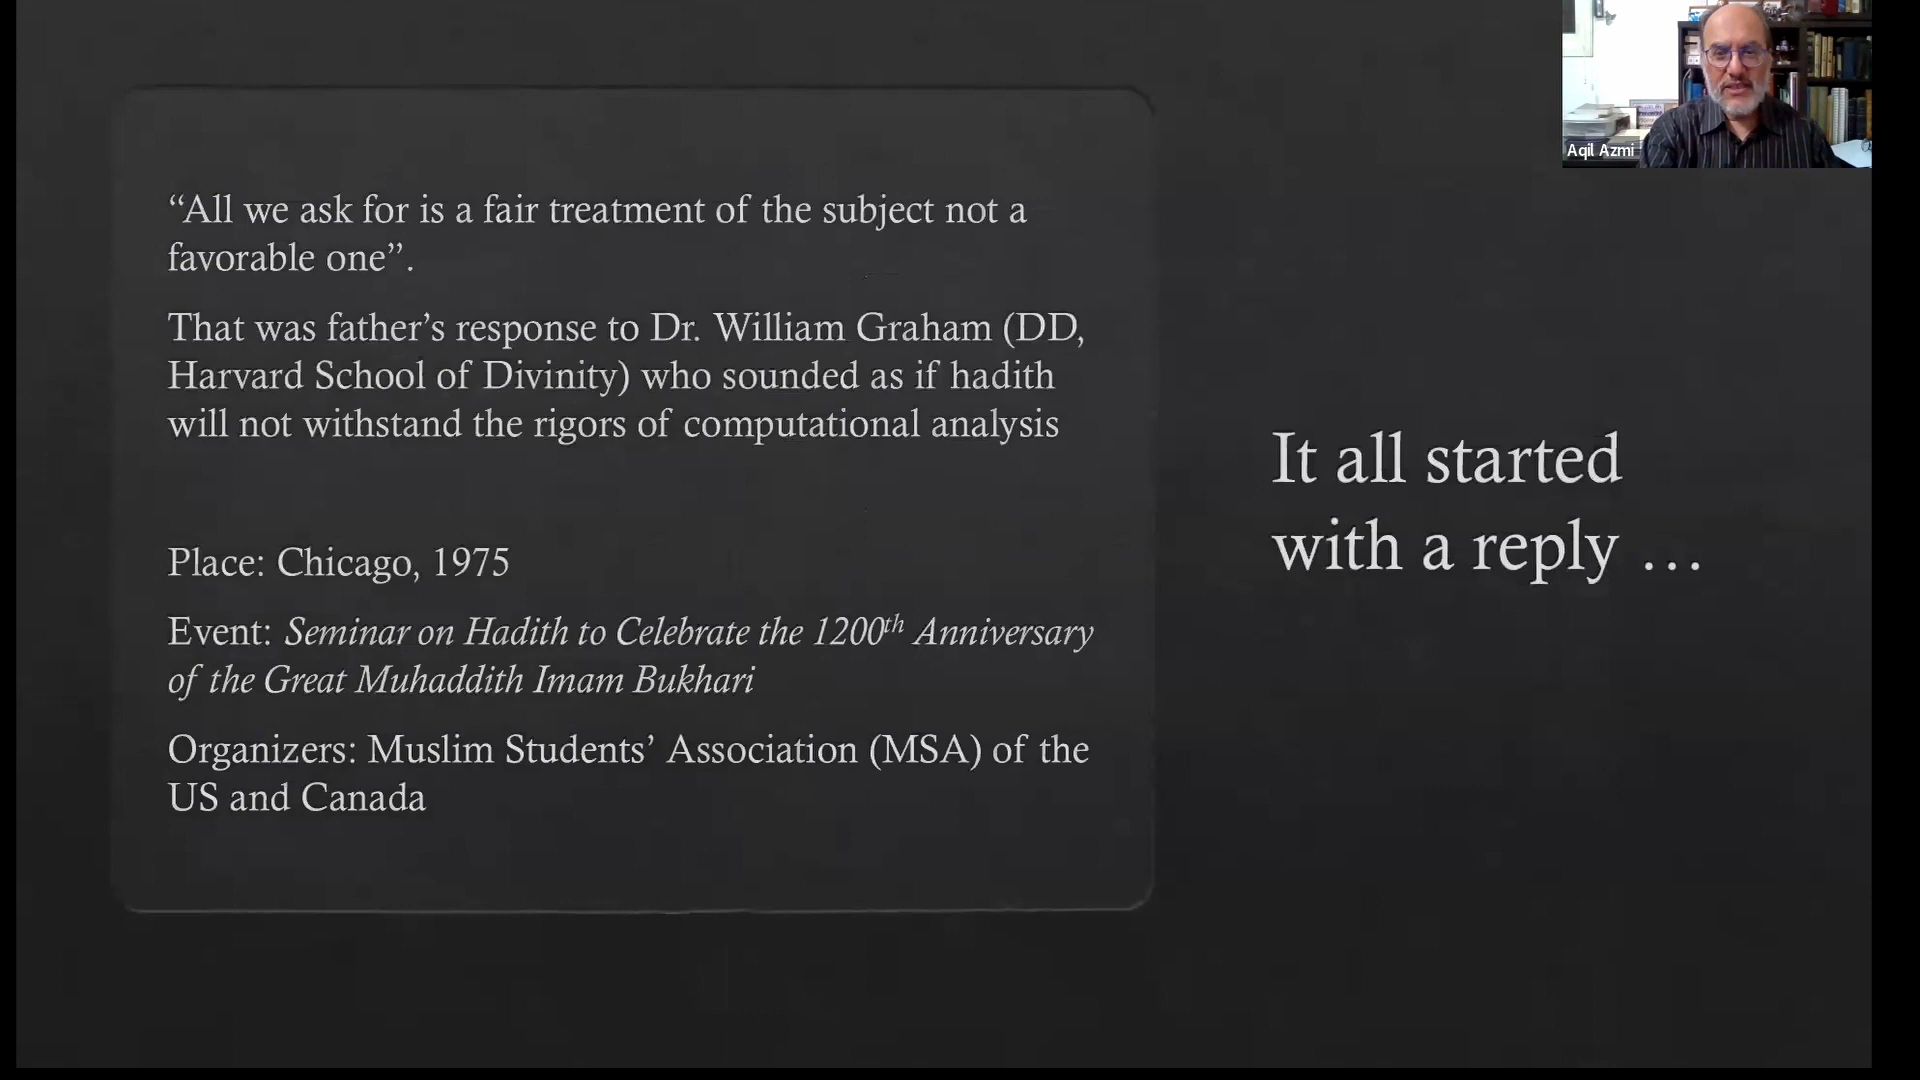 “All we ask for is a fair treatment of the subject not a
favorable one”.
That was father’s response to Dr. William Graham (DD,
Harvard School of Divinity) who sounded as if hadith
will not withstand the rigors of computational analysis
Place: Chicago, 1975
Event: Seminar on Hadith to Celebrate the 1200th Anniversary
of the Great Muhaddith Imam Bukhari
Organizers: Muslim Students’ Association (MSA) of the
US and Canada
It all started
with a reply …
Aqil Azmi